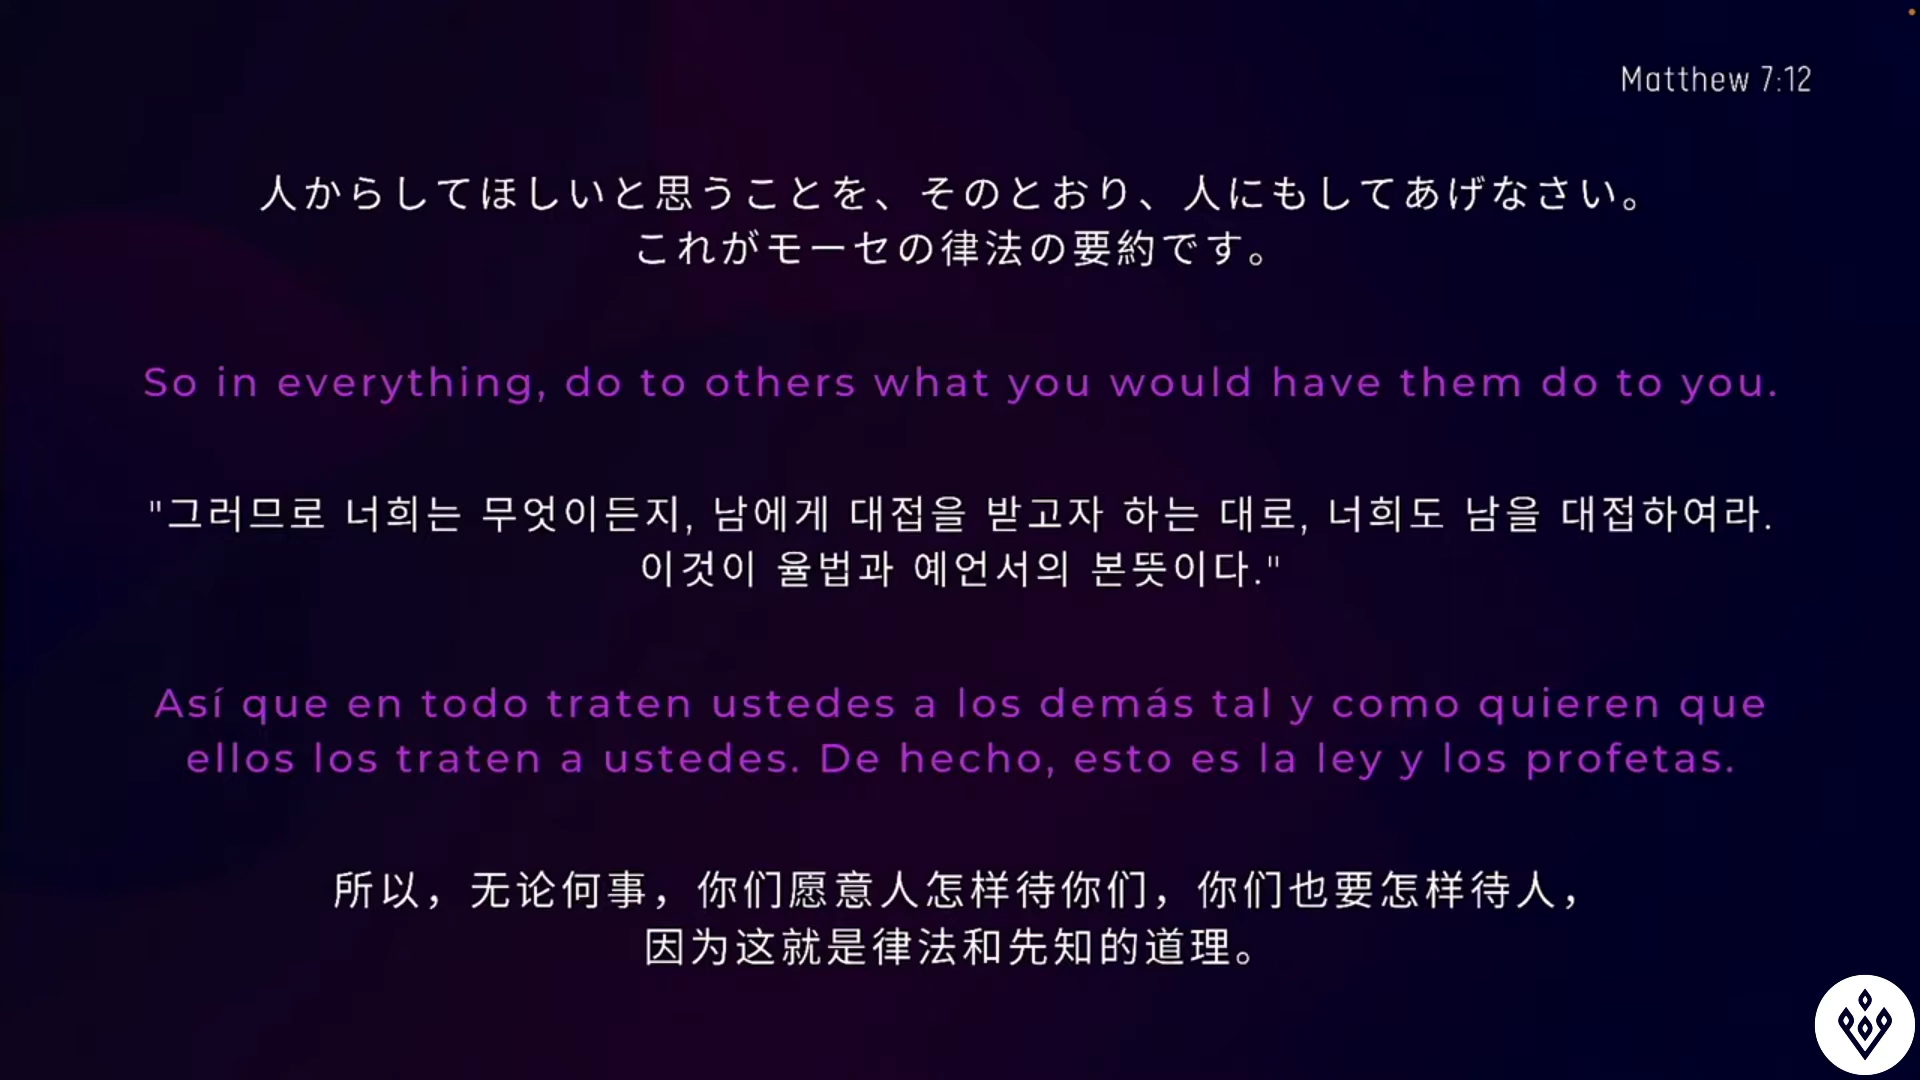 Matthew 7:12
人からしてほしいと思うことを、そのとおり、人にもしてあげなさい。
これがモーセの律法の要約です。
So in everything, do to others what you would have them do to you.
"그러므로 너희는 무엇이든지, 남에게 대접을 받고자 하는 대로, 너희도 남을 대접하여라.
이것이 율법과 예언서의 본뜻이다."
Así que en todo traten ustedes a los demás tal y como quieren que
ellos los traten a ustedes. De hecho, esto es la ley y los profetas.
所以，无论何事，你们愿意人怎样待你们，你们也要怎样待人，
因为这就是律法和先知的道理。